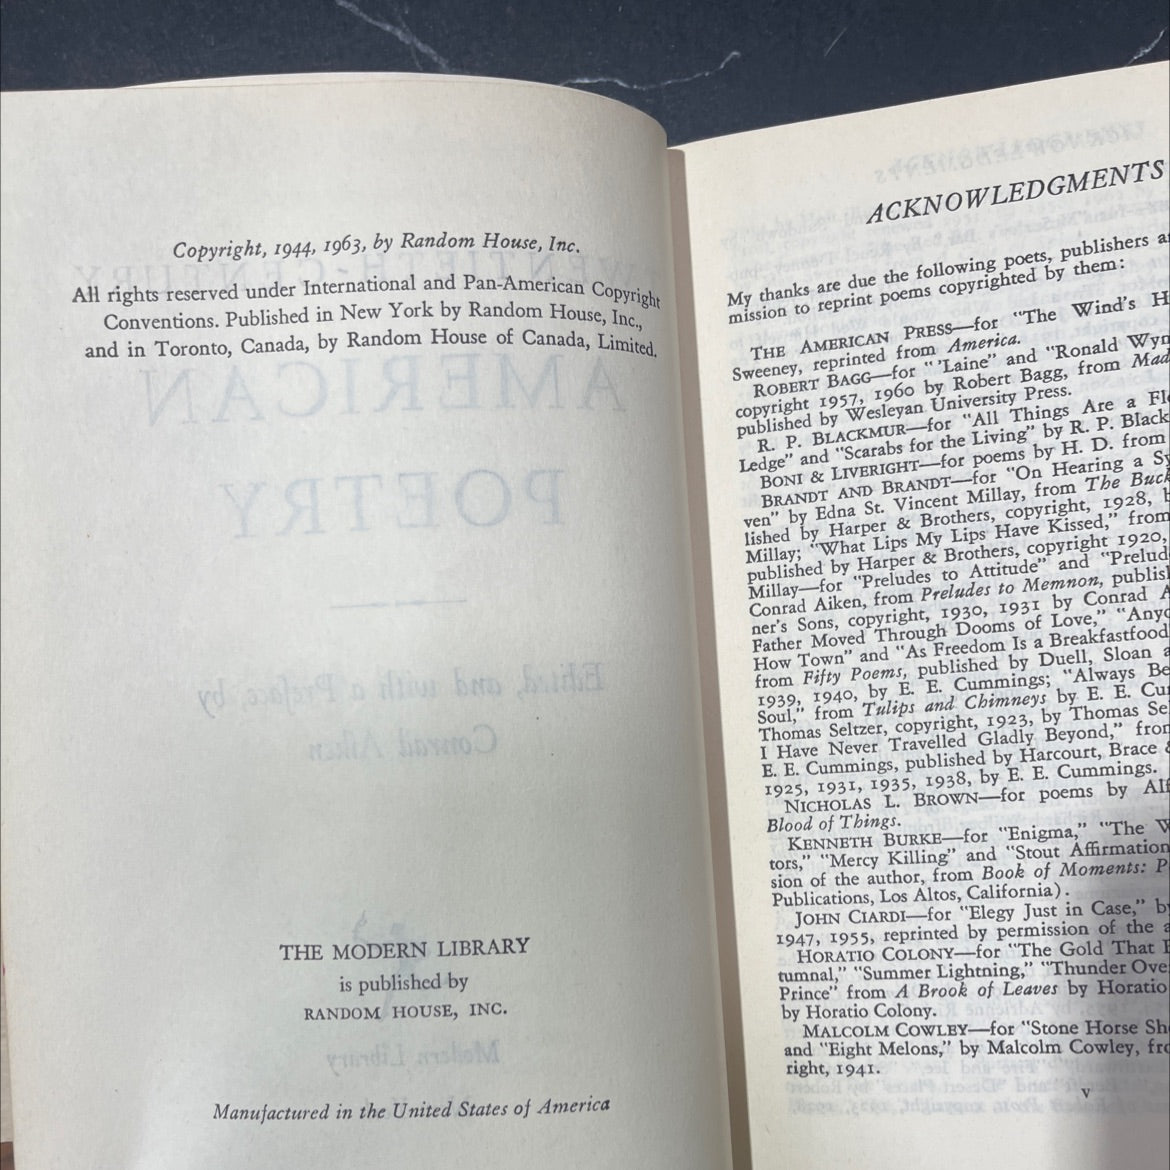 Copyright, 1944, 1963, by Random House, Inc.
All rights reserved under International and Pan-American Copyright
Conventions. Published in New York by Random House, Inc.,
and in Toronto, Canada, by Random House of Canada, Limited.
THE MODERN LIBRARY
is published by
RANDOM HOUSE, INC.
Manufactured in the United States of America
ACKNOWLEDGMENTS
My thanks are due the following poets, publishers
mission to reprint poems copyrighted by them:
THE AMERICAN PRESS—for "The Wind's H
Sweeney, reprinted from America.
ROBERT BAGG—for "'Laine" and "Ronald Wyn
copyright 1957, 1960 by Robert Bagg, from Mad
published by Wesleyan University Press.
R. P. BLACKMUR—for "All Things Are a Fl
Ledge" and "Scarabs for the Living" by R. P. Black
BONI & LIVERIGHT—for poems by H. D. from
BRANDT AND BRANDT—for "On Hearing a Sy
ven" by Edna St. Vincent Millay, from The Buck
lished by Harper & Brothers, copyright, 1928, b
Millay; "What Lips My Lips Have Kissed," from
published by Harper & Brothers, copyright 1920,
Millay—for "Preludes to Attitude" and "Prelud
Conrad Aiken, from Preludes to Memnon, publish
ner's Sons, copyright, 1930, 1931 by Conrad A
Father Moved Through Dooms of Love," "Anyo
How Town" and "As Freedom Is a Breakfastfood
from Fifty Poems, published by Duell, Sloan a
1939, 1940, by E. E. Cummings; "Always Be
Soul," from Tulips and Chimneys by E. E. Cu
Thomas Seltzer, copyright, 1923, by Thomas Se
I Have Never Travelled Gladly Beyond," from
E. E. Cummings, published by Harcourt, Brace &
1925, 1931, 1935, 1938, by E. E. Cummings.
NICHOLAS L. BROWN—for poems by Alf
Blood of Things.
KENNETH BURKE—for "Enigma," "The W
tors," "Mercy Killing" and "Stout Affirmation
sion of the author, from Book of Moments: P
Publications, Los Altos, California).
JOHN CIARDI—for "Elegy Just in Case," by
1947, 1955, reprinted by permission of the a
HORATIO COLONY—for "The Gold That
tumnal," "Summer Lightning," "Thunder Ove
Prince" from A Brook of Leaves by Horatio
by Horatio Colony.
MALCOLM COWLEY—for "Stone Horse Sh
and "Eight Melons," by Malcolm Cowley, fro
right, 1941.
v